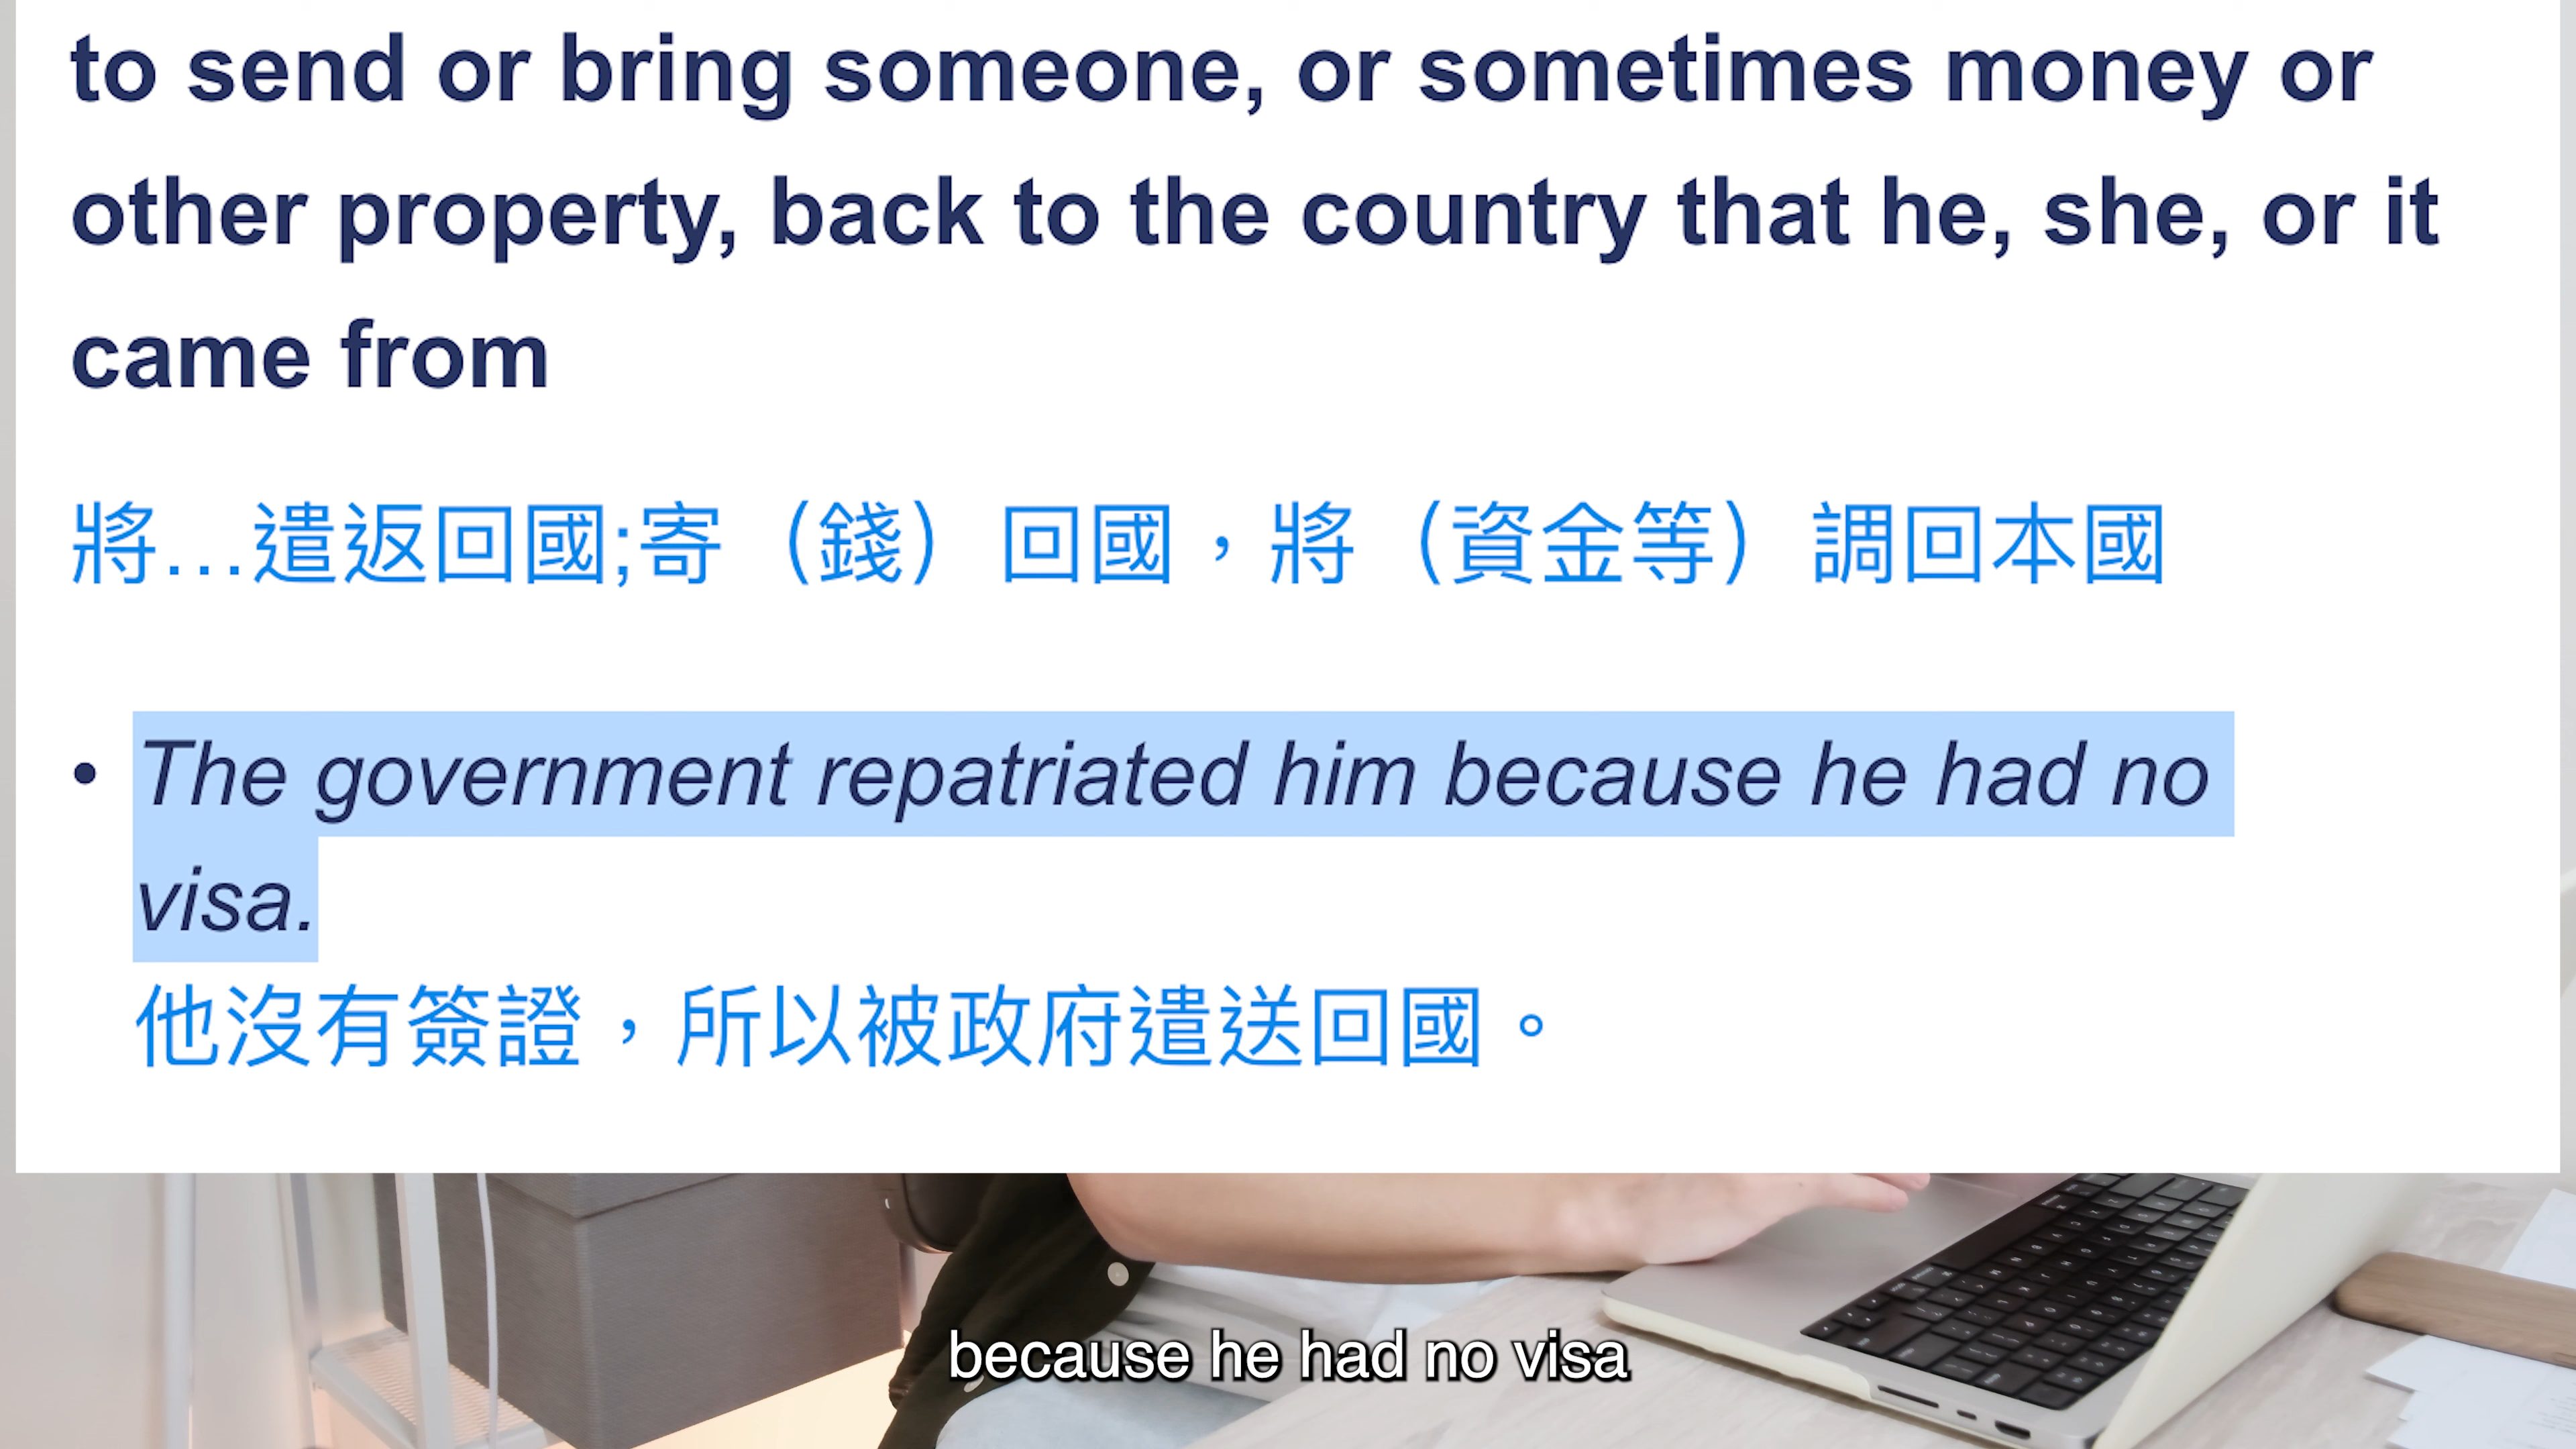 to send or bring someone, or sometimes money or
other property, back to the country that he, she, or it
came from
將…遣返回國;寄（錢）回國，將（資金等）調回本國
• The government repatriated him because he had no
visa.
他沒有簽證，所以被政府遣送回國。
because he had no visa